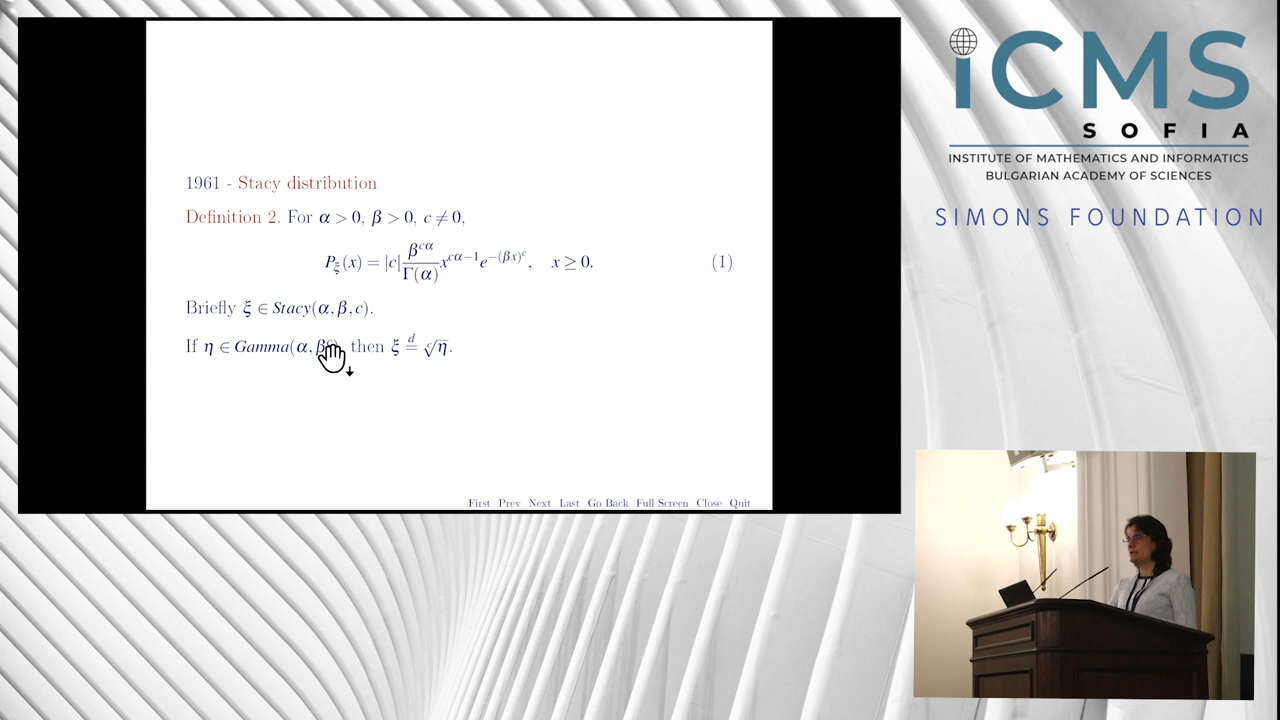 1961 - Stacy distribution
Definition 2. For α > 0, β > 0, c ≠ 0,
P_ξ(x) = |c| β^{cα}/Γ(α) x^{cα−1} e^{−(βx)^c}, x ≥ 0. (1)
Briefly ξ ∈ Stacy(α, β, c).
If η ∈ Gamma(α, β then ξ =^d ᶜ√η.
First Prev Next Last Go Back Full Screen Close Quit
iCMS
SOFIA
INSTITUTE OF MATHEMATICS AND INFORMATICS
BULGARIAN ACADEMY OF SCIENCES
SIMONS FOUNDATION